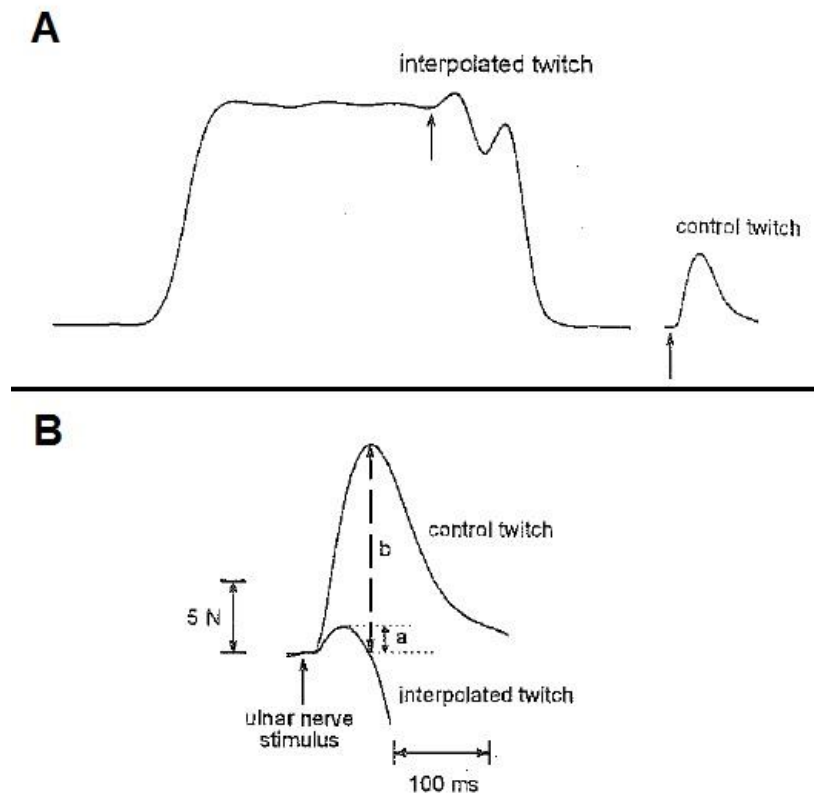 A
interpolated twitch
control twitch
B
control twitch
b
5 N
a
interpolated twitch
ulnar nerve
stimulus
100 ms